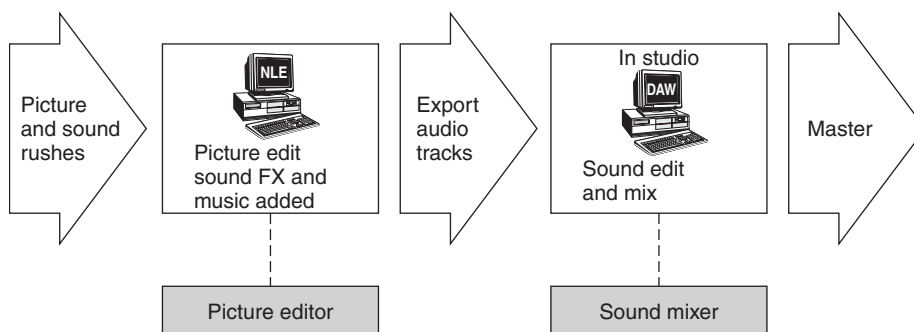 Picture
and sound
rushes
NLE
Picture edit
sound FX and
music added
Export
audio
tracks
In studio
DAW
Sound edit
and mix
Master
Picture editor
Sound mixer